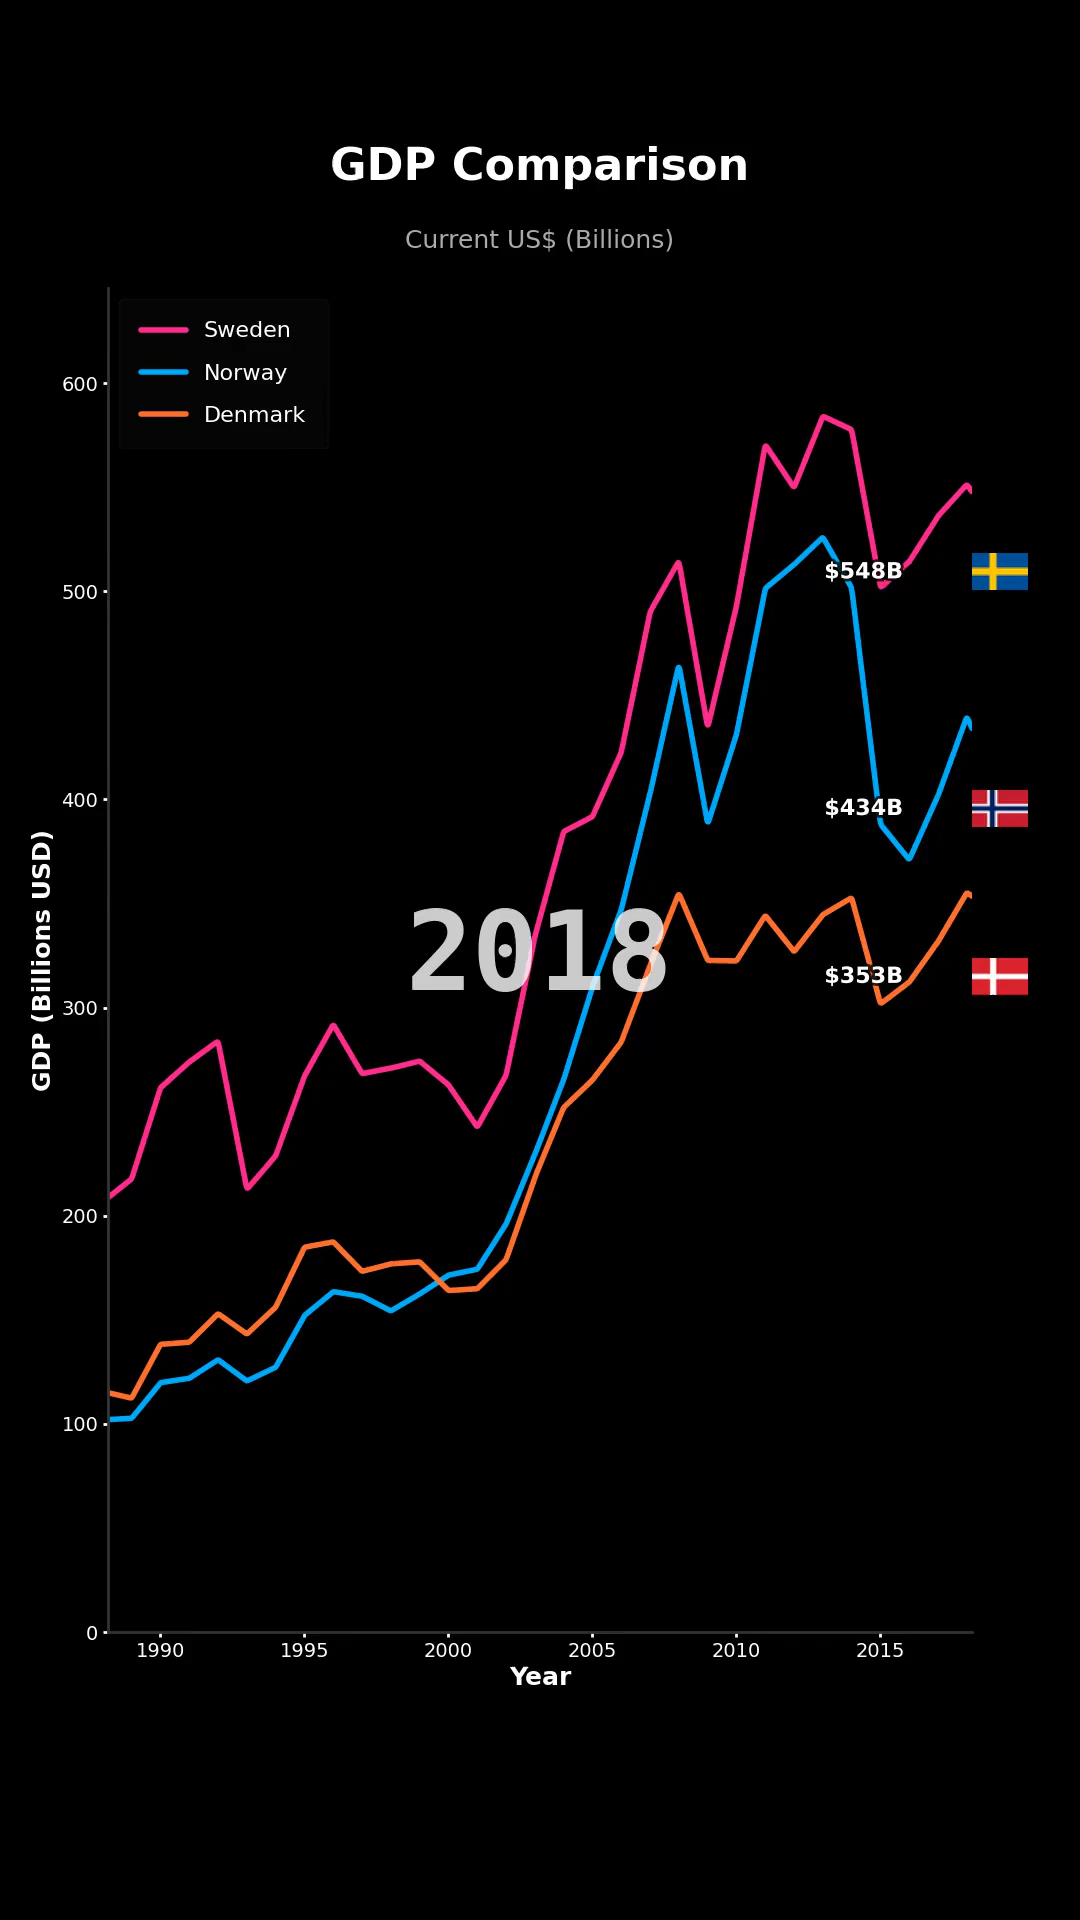 GDP Comparison
Current US$ (Billions)
Sweden
Norway
Denmark
600
500
400
300
200
100
0
GDP (Billions USD)
$548B
$434B
$353B
2018
1990 1995 2000 2005 2010 2015
Year